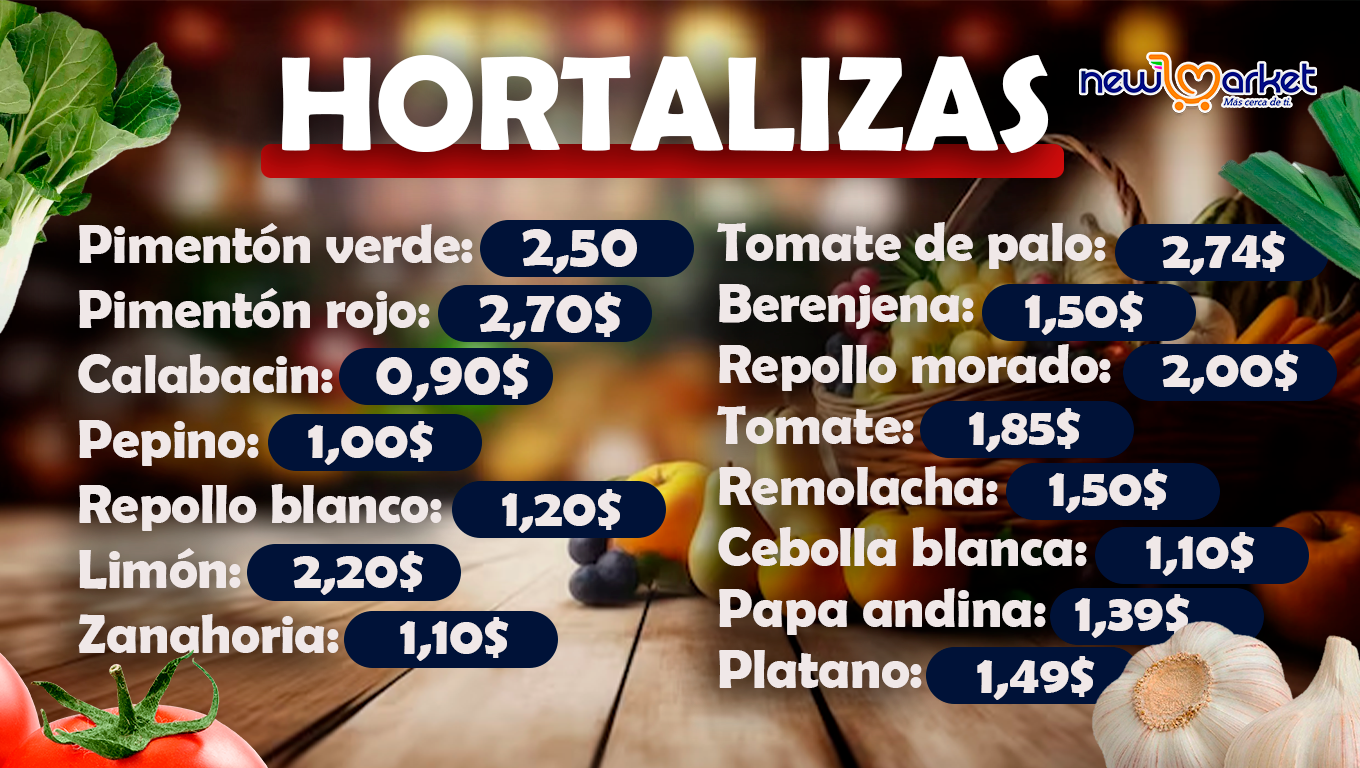 HORTALIZAS
new market
Más cerca de ti.
Pimentón verde: 2,50
Pimentón rojo: 2,70$
Calabacin: 0,90$
Pepino: 1,00$
Repollo blanco: 1,20$
Limón: 2,20$
Zanahoria: 1,10$
Tomate de palo: 2,74$
Berenjena: 1,50$
Repollo morado: 2,00$
Tomate: 1,85$
Remolacha: 1,50$
Cebolla blanca: 1,10$
Papa andina: 1,39$
Platano: 1,49$